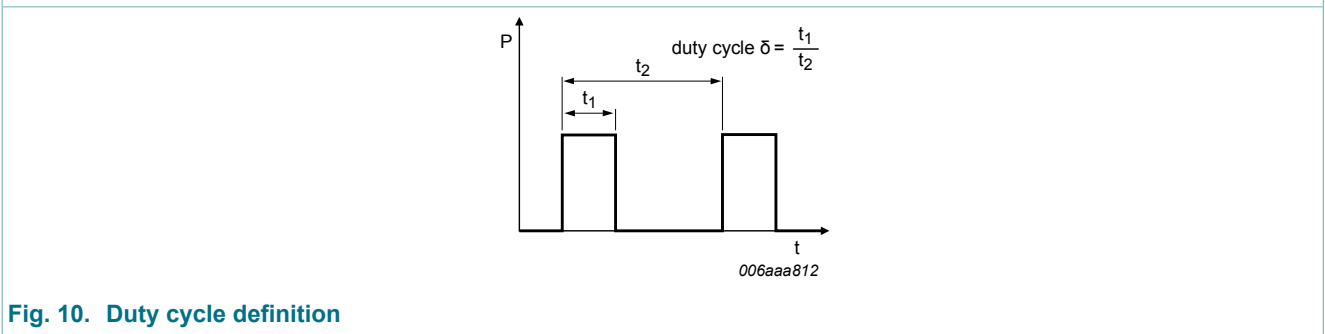 P
duty cycle δ = t1
t2
t2
t1
t
006aaa812
Fig. 10. Duty cycle definition